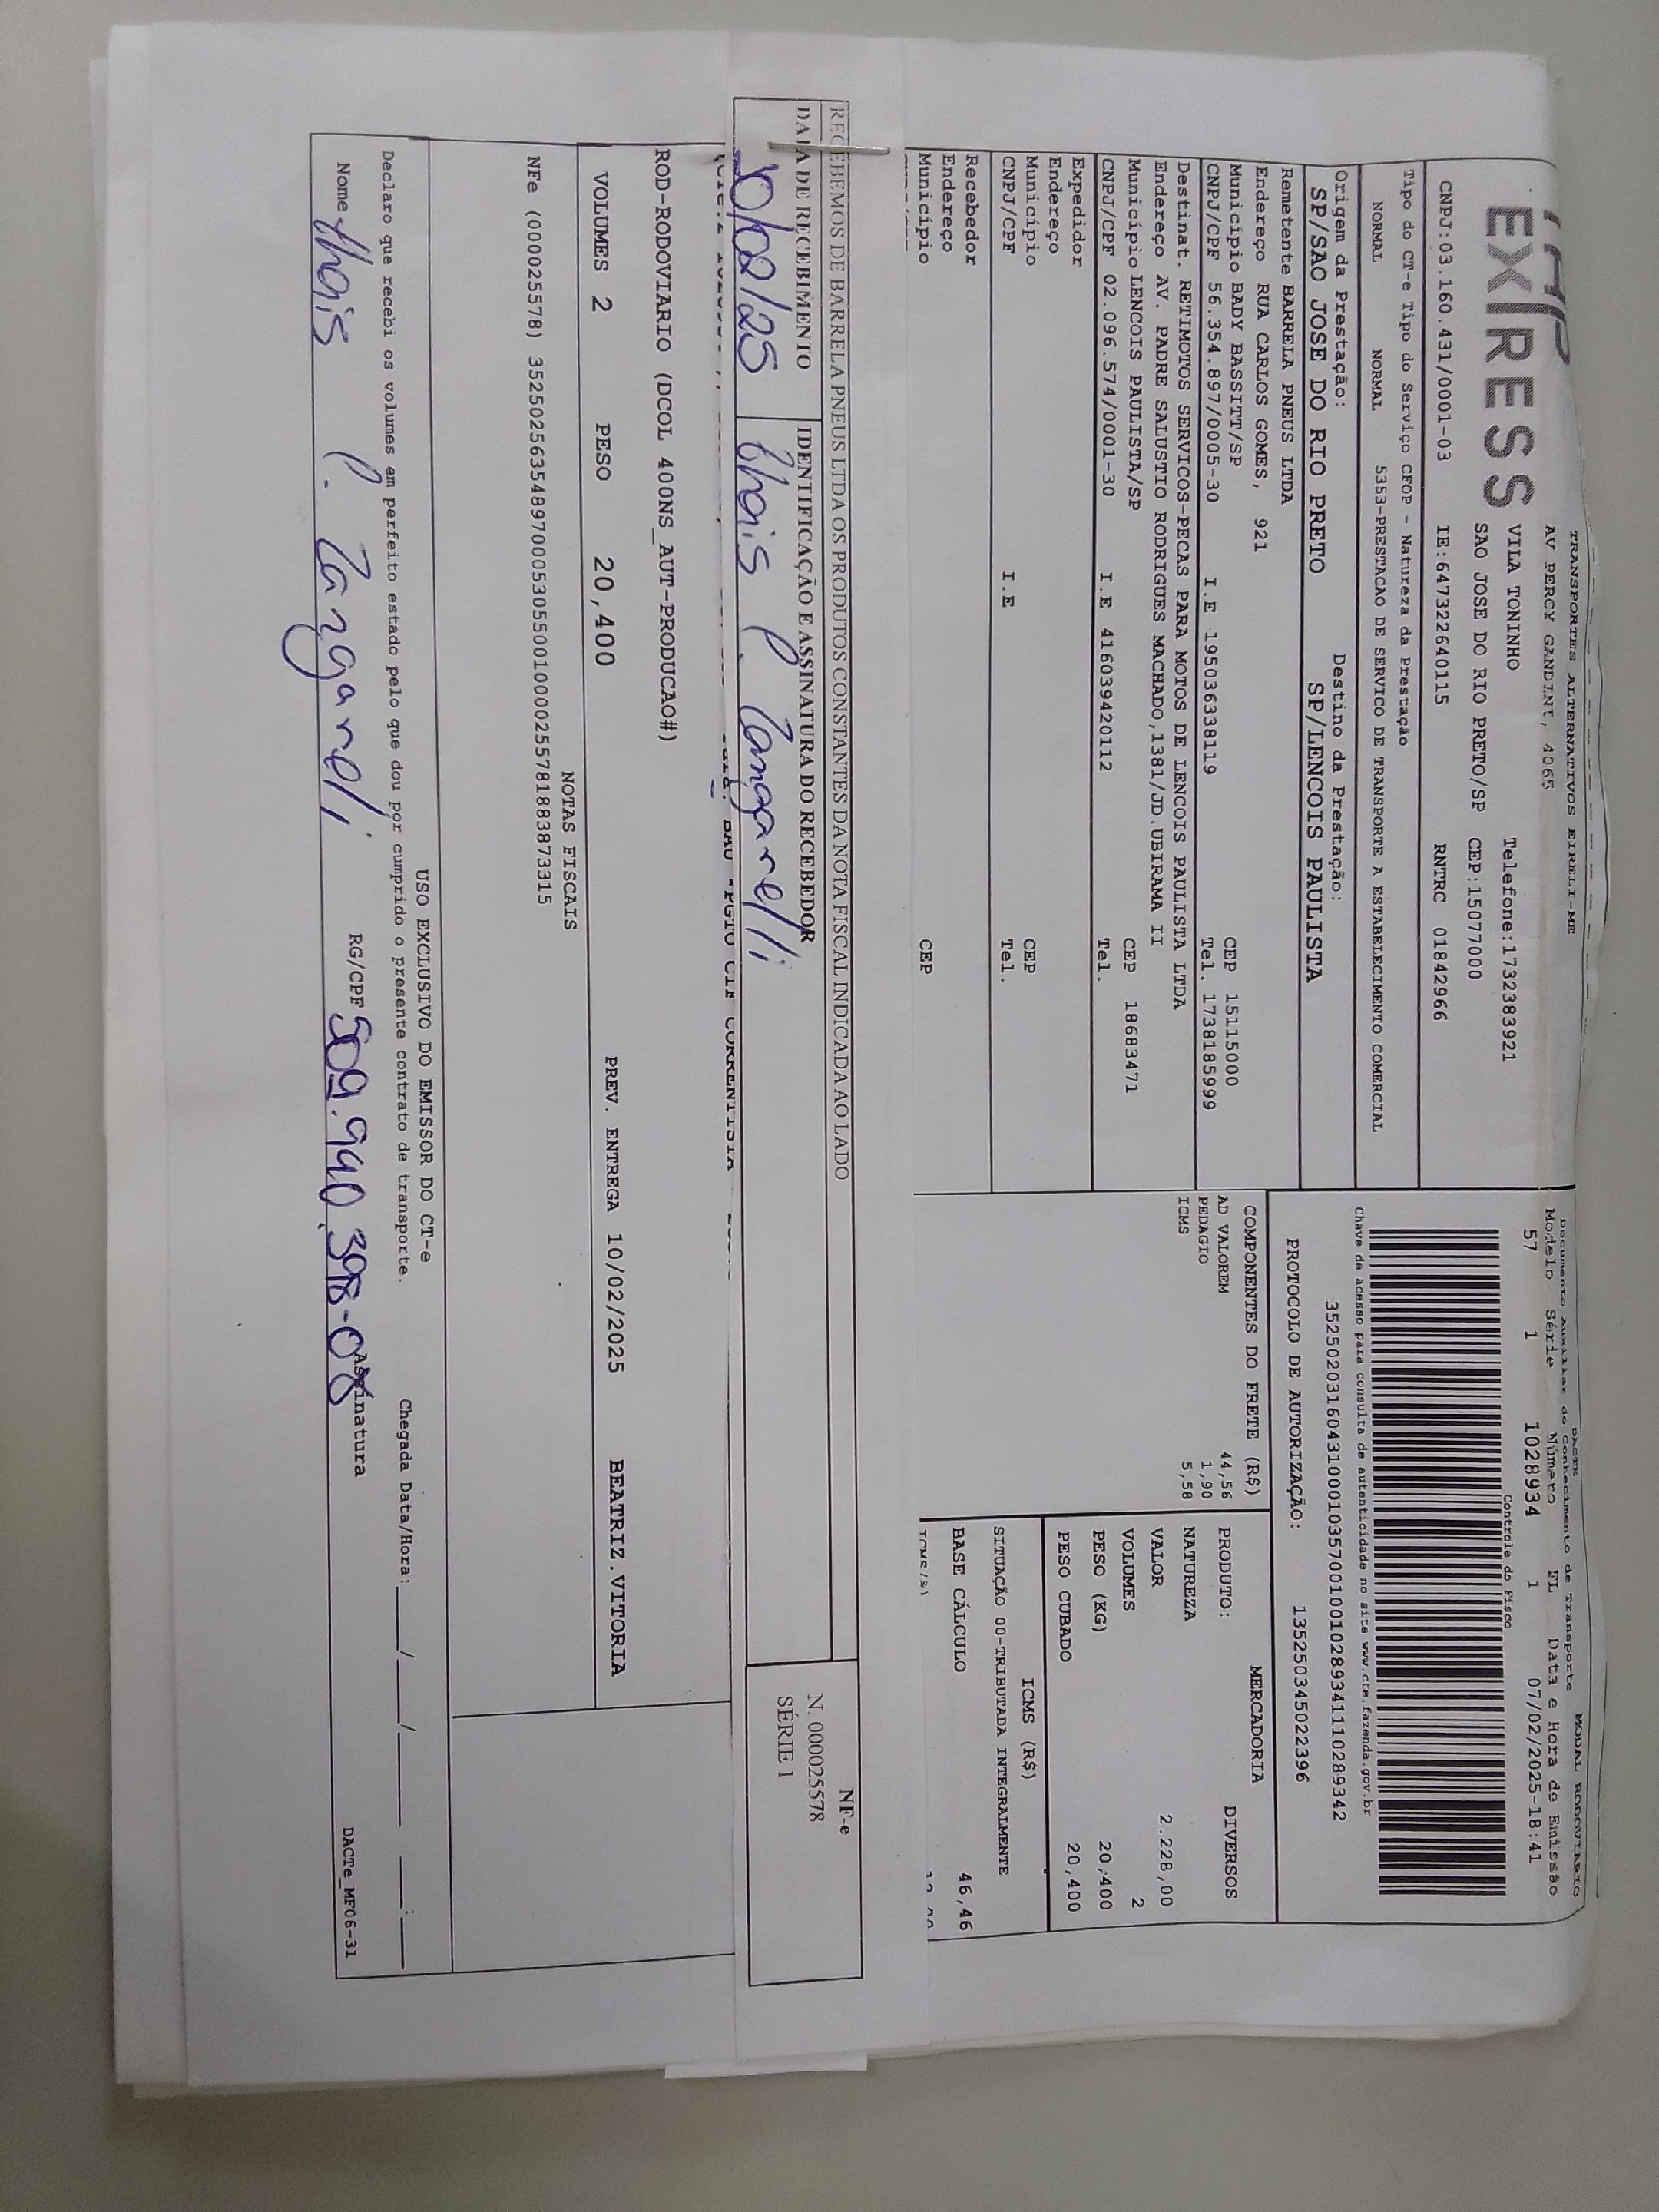 EXPRESS
TRANSPORTES ALTERNATIVOS EIRELI-ME
AV PERCY GANDINI, 4065
VILA TONINHO Telefone:1732383921
SAO JOSE DO RIO PRETO/SP CEP:15077000
CNPJ:03.160.431/0001-03 IE:647322640115 RNTRC 01842966
DACTE MODAL RODOVIÁRIO
Documento Auxiliar do Conhecimento de Transporte
Modelo Série Número FL Data e Hora de Emissão
57 1 1028934 1 07/02/2025-18:41
Controle do Fisco
Chave de acesso para consulta de autenticidade no site www.cte.fazenda.gov.br
35250203160431000103570010010289341110289342
PROTOCOLO DE AUTORIZAÇÃO: 135250345022396
Tipo do CT-e Tipo do Serviço CFOP - Natureza da Prestação
NORMAL NORMAL 5353-PRESTACAO DE SERVICO DE TRANSPORTE A ESTABELECIMENTO COMERCIAL
Origem da Prestação: Destino da Prestação:
SP/SAO JOSE DO RIO PRETO SP/LENCOIS PAULISTA
Remetente BARRELA PNEUS LTDA
Endereço RUA CARLOS GOMES, 921
Município BADY BASSITT/SP CEP 15115000
CNPJ/CPF 56.354.897/0005-30 I.E 195036338119 Tel. 1738185999
Destinat. RETIMOTOS SERVICOS-PECAS PARA MOTOS DE LENCOIS PAULISTA LTDA
Endereço AV. PADRE SALUSTIO RODRIGUES MACHADO,1381/JD.UBIRAMA II
Município LENCOIS PAULISTA/SP CEP 18683471
CNPJ/CPF 02.096.574/0001-30 I.E 416039420112 Tel.
Expedidor
Endereço
Município CEP
CNPJ/CPF I.E Tel.
Recebedor
Endereço
Município CEP
COMPONENTES DO FRETE (R$)
AD VALOREM 44,56
PEDAGIO 1,90
ICMS 5,58
MERCADORIA
PRODUTO: DIVERSOS
NATUREZA
VALOR 2.228,00
VOLUMES 2
PESO (KG) 20,400
PESO CUBADO 20,400
ICMS (R$)
SITUAÇÃO 00-TRIBUTADA INTEGRALMENTE
BASE CÁLCULO 46,46
RECEBEMOS DE BARRELA PNEUS LTDA OS PRODUTOS CONSTANTES DA NOTA FISCAL INDICADA AO LADO
DATA DE RECEBIMENTO IDENTIFICAÇÃO E ASSINATURA DO RECEBEDOR
10/02/25 Thais P. Zangarelli
NF-e
N. 000025578
SÉRIE 1
ROD-RODOVIARIO (DCOL 400NS_AUT-PRODUCAO#)
VOLUMES 2 PESO 20,400 PREV. ENTREGA 10/02/2025 BEATRIZ.VITORIA
NOTAS FISCAIS
NFe (000025578) 35250256354897000530550010000255781883873315
USO EXCLUSIVO DO EMISSOR DO CT-e
Declaro que recebi os volumes em perfeito estado pelo que dou por cumprido o presente contrato de transporte. Chegada Data/Hora:___/___/_____ ___:___
Nome Thais P. Zangarelli RG/CPF 509.940.398-08 Assinatura
DACTe_MF06-31